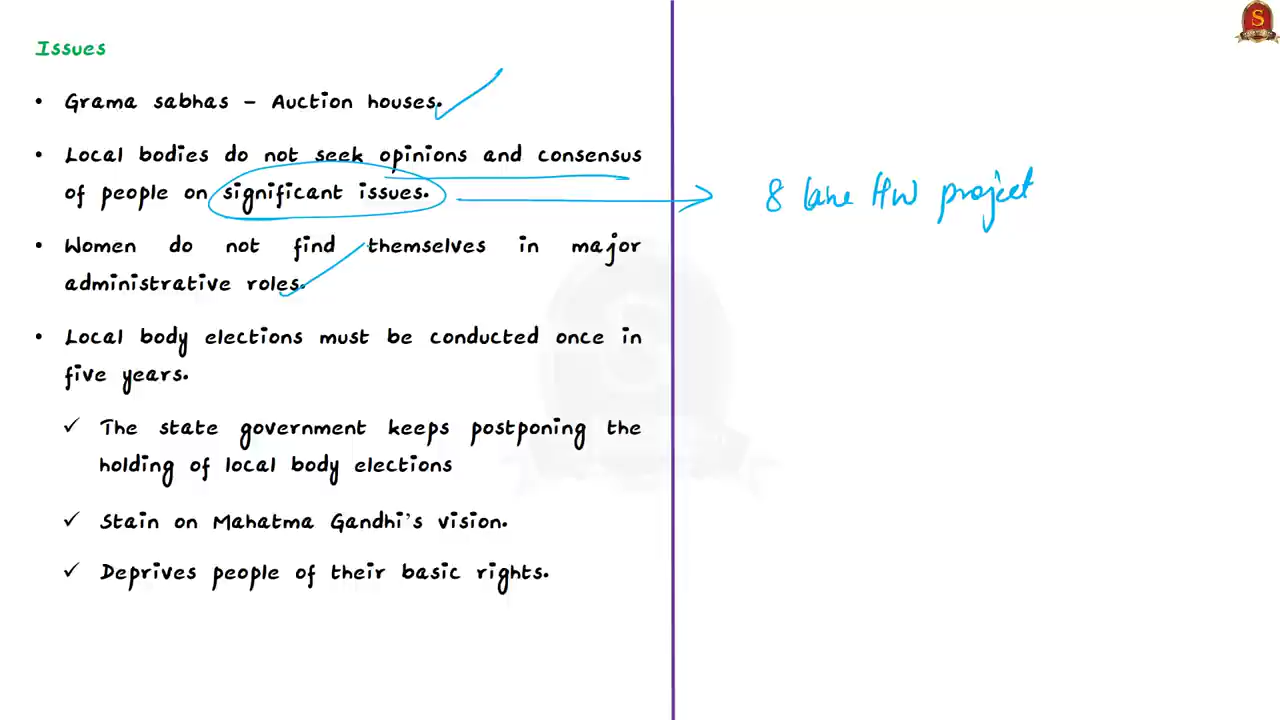 Issues
• Grama sabhas – Auction houses.
• Local bodies do not seek opinions and consensus
of people on significant issues.
8 lane HW project
• Women do not find themselves in major
administrative roles.
• Local body elections must be conducted once in
five years.
✓ The state government keeps postponing the
holding of local body elections
✓ Stain on Mahatma Gandhi's vision.
✓ Deprives people of their basic rights.